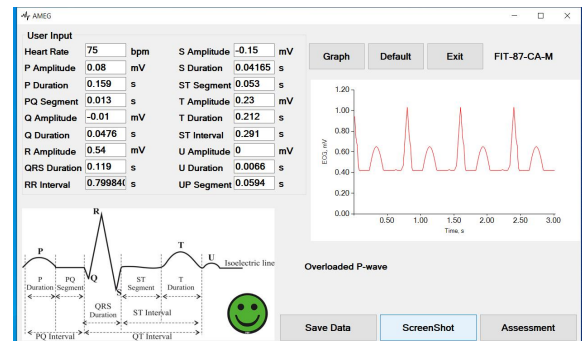 AMEG
User Input
Heart Rate 75 bpm S Amplitude -0.15 mV
P Amplitude 0.08 mV S Duration 0.04165 s
P Duration 0.159 s ST Segment 0.053 s
PQ Segment 0.013 s T Amplitude 0.23 mV
Q Amplitude -0.01 mV T Duration 0.212 s
Q Duration 0.0476 s ST Interval 0.291 s
R Amplitude 0.54 mV U Amplitude 0 mV
QRS Duration 0.119 s U Duration 0.0066 s
RR Interval 0.79984( s UP Segment 0.0594 s
Graph Default Exit FIT-87-CA-M
1.20
1.00
0.80
0.60
0.40
0.20
0.00
ECG, mV
0.50 1.00 1.50 2.00 2.50 3.00
Time, s
R
P T U Isoelectric line
Q S
P Duration PQ Segment ST Segment T Duration
QRS Duration ST Interval
PQ Interval QT Interval
Overloaded P-wave
Save Data ScreenShot Assessment